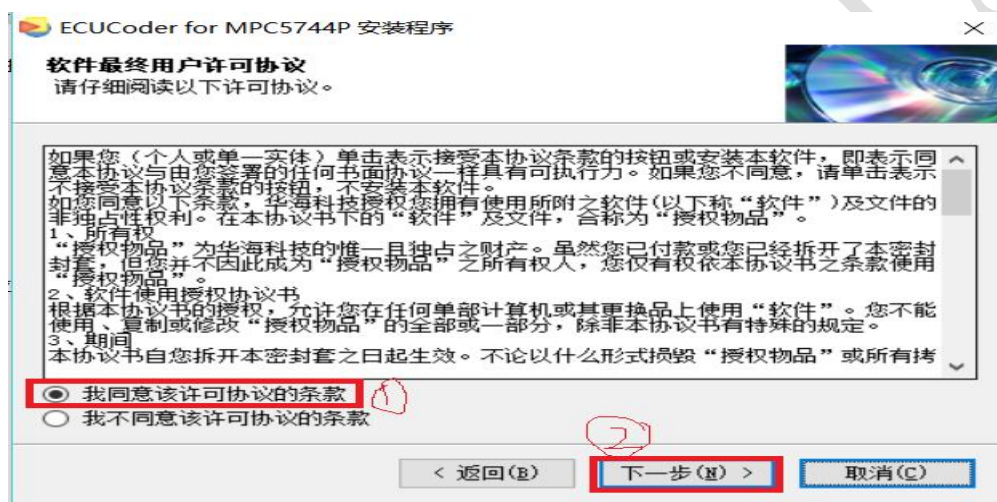 ECUCoder for MPC5744P 安装程序
软件最终用户许可协议
请仔细阅读以下许可协议。
如果您（个人或单一实体）单击表示接受本协议条款的按钮或安装本软件，即表示同
意本协议与由您签署的任何书面协议一样具有可执行力。如果您不同意，请单击表示
不接受本协议条款的按钮，不安装本软件。
如您同意以下条款，华海科技授权您拥有使用所附之软件(以下称“软件”)及文件的
非独占性权利。在本协议书下的“软件”及文件，合称为“授权物品”。
1、所有权
“授权物品”为华海科技的惟一且独占之财产。虽然您已付款或您已经拆开了本密封
封套，但您并不因此成为“授权物品”之所有权人，您仅有权依本协议书之条款使用
“授权物品”。
2、软件使用授权协议书
根据本协议书的授权，允许您在任何单部计算机或其更换品上使用“软件”。您不能
使用、复制或修改“授权物品”的全部或一部分，除非本协议书有特殊的规定。
3、期间
本协议书自您拆开本密封套之日起生效。不论以什么形式损毁“授权物品”或所有拷
我同意该许可协议的条款 1
我不同意该许可协议的条款
2
< 返回(B) 下一步(N) > 取消(C)